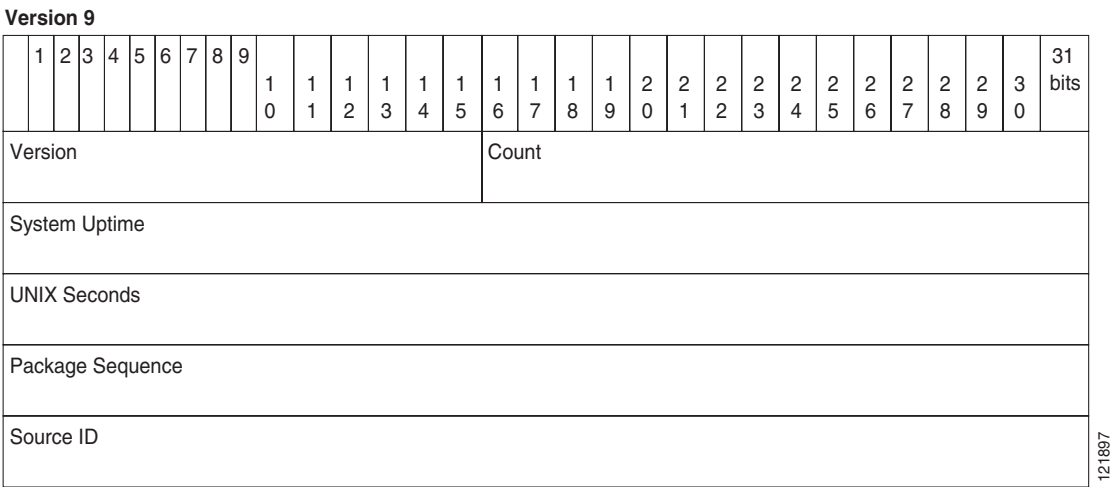 Version 9
1 2 3 4 5 6 7 8 9 10 11 12 13 14 15 16 17 18 19 20 21 22 23 24 25 26 27 28 29 30 31 bits
Version Count
System Uptime
UNIX Seconds
Package Sequence
Source ID
121897